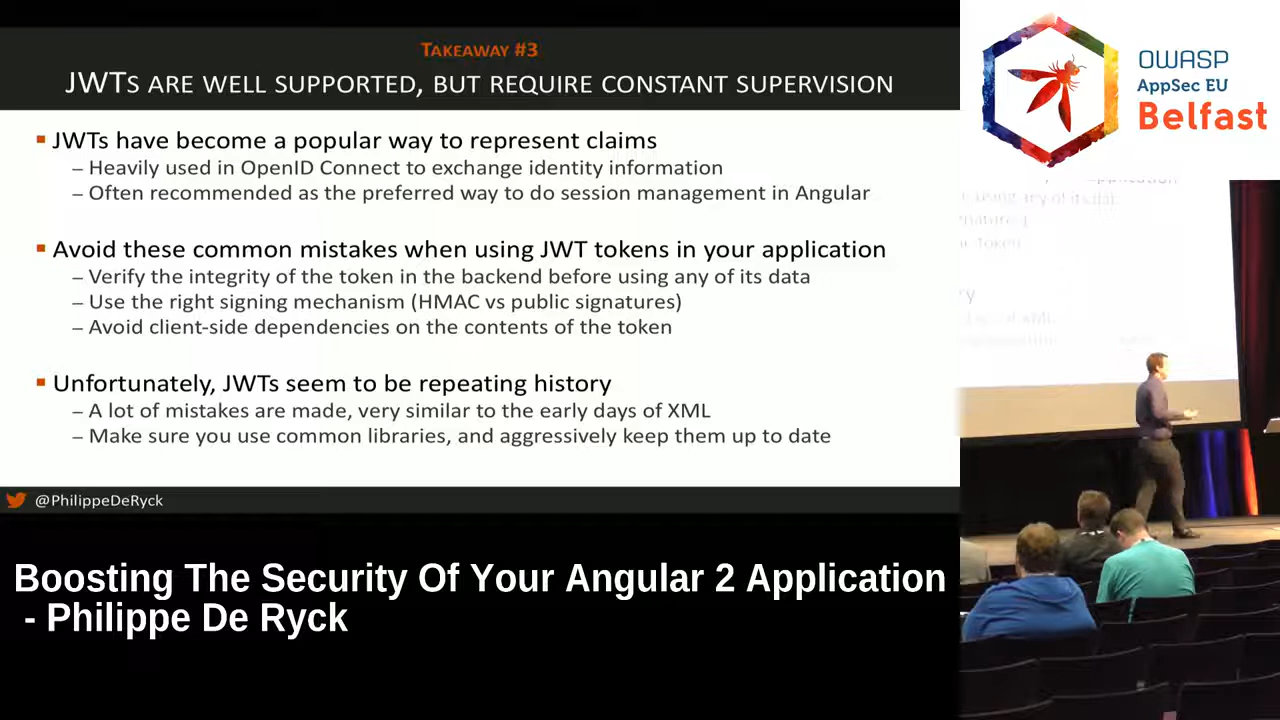 TAKEAWAY #3
JWTS ARE WELL SUPPORTED, BUT REQUIRE CONSTANT SUPERVISION
JWTs have become a popular way to represent claims
– Heavily used in OpenID Connect to exchange identity information
– Often recommended as the preferred way to do session management in Angular
Avoid these common mistakes when using JWT tokens in your application
– Verify the integrity of the token in the backend before using any of its data
– Use the right signing mechanism (HMAC vs public signatures)
– Avoid client-side dependencies on the contents of the token
Unfortunately, JWTs seem to be repeating history
– A lot of mistakes are made, very similar to the early days of XML
– Make sure you use common libraries, and aggressively keep them up to date
@PhilippeDeRyck
OWASP
AppSec EU
Belfast
Boosting The Security Of Your Angular 2 Application
- Philippe De Ryck